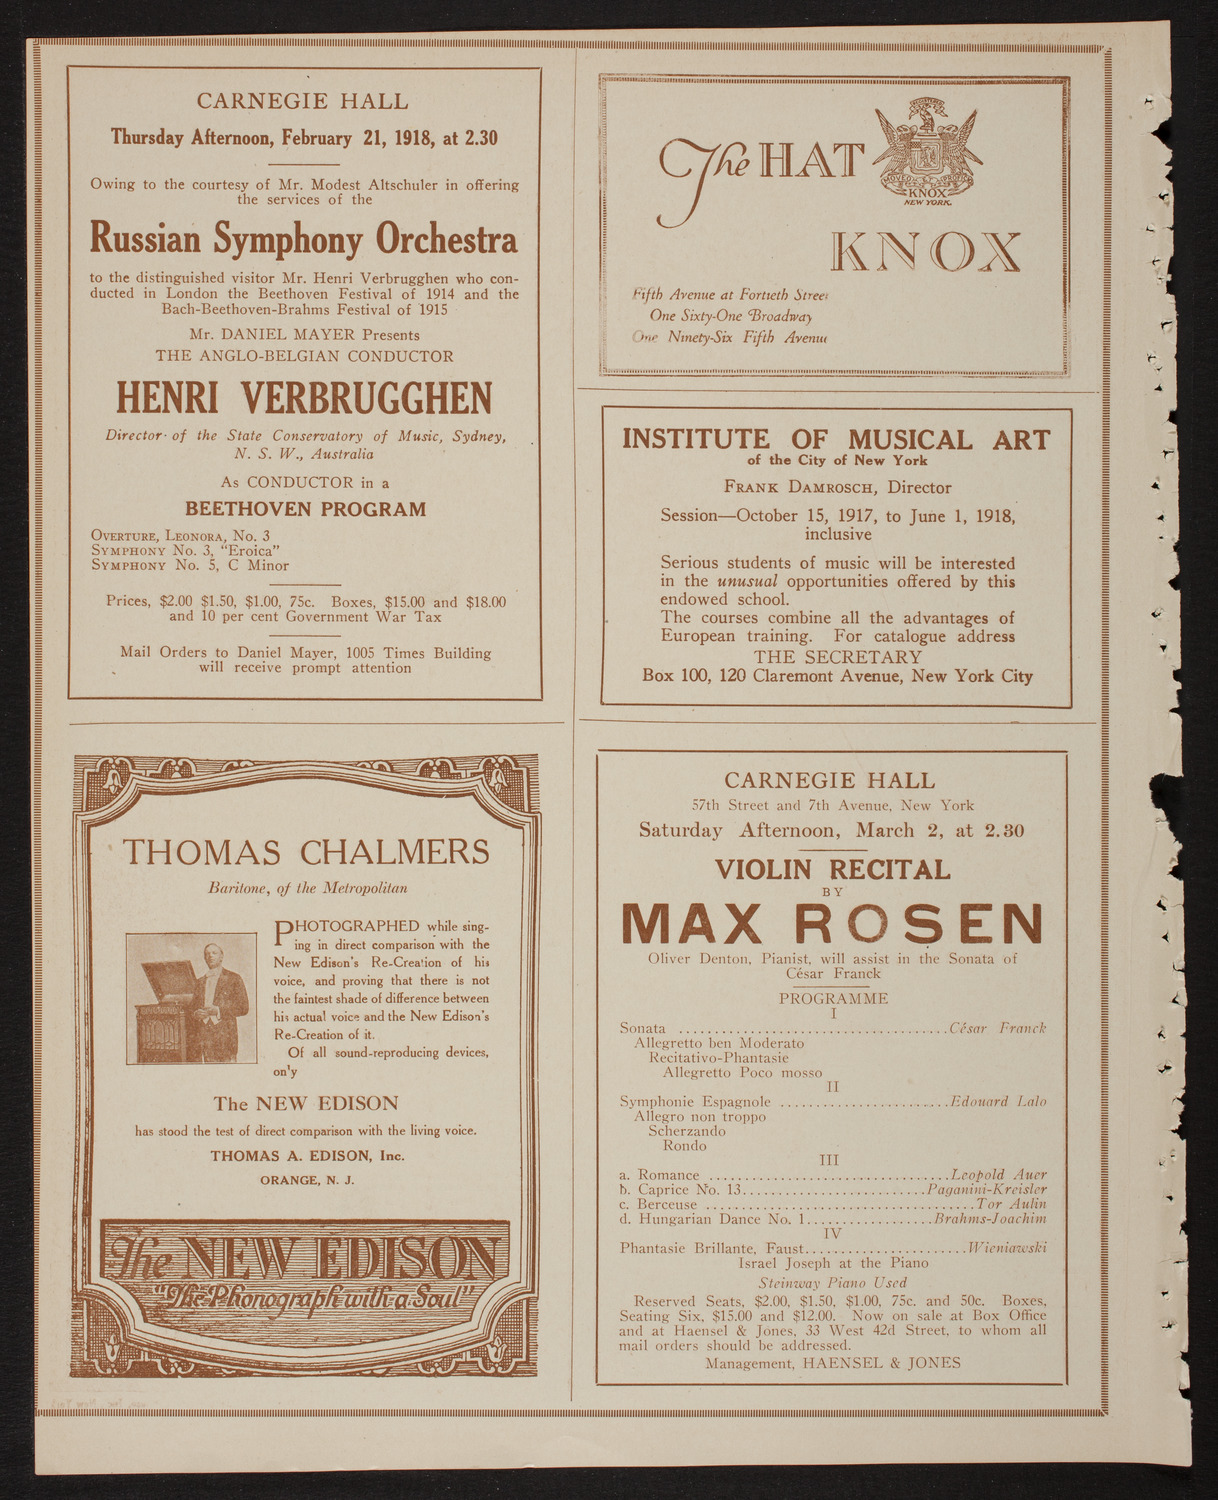 CARNEGIE HALL
Thursday Afternoon, February 21, 1918, at 2.30
Owing to the courtesy of Mr. Modest Altschuler in offering
the services of the
Russian Symphony Orchestra
to the distinguished visitor Mr. Henri Verbrugghen who con-
ducted in London the Beethoven Festival of 1914 and the
Bach-Beethoven-Brahms Festival of 1915
Mr. DANIEL MAYER Presents
THE ANGLO-BELGIAN CONDUCTOR
HENRI VERBRUGGHEN
Director of the State Conservatory of Music, Sydney,
N. S. W., Australia
As CONDUCTOR in a
BEETHOVEN PROGRAM
OVERTURE, LEONORA, No. 3
SYMPHONY No. 3, "Eroica"
SYMPHONY No. 5, C Minor
Prices, $2.00 $1.50, $1.00, 75c. Boxes, $15.00 and $18.00
and 10 per cent Government War Tax
Mail Orders to Daniel Mayer, 1005 Times Building
will receive prompt attention
The HAT
KNOX
NEW YORK.
KNOX
Fifth Avenue at Fortieth Street
One Sixty-One Broadway
One Ninety-Six Fifth Avenue
INSTITUTE OF MUSICAL ART
of the City of New York
FRANK DAMROSCH, Director
Session—October 15, 1917, to June 1, 1918,
inclusive
Serious students of music will be interested
in the unusual opportunities offered by this
endowed school.
The courses combine all the advantages of
European training. For catalogue address
THE SECRETARY
Box 100, 120 Claremont Avenue, New York City
THOMAS CHALMERS
Baritone, of the Metropolitan
PHOTOGRAPHED while sing-
ing in direct comparison with the
New Edison's Re-Creation of his
voice, and proving that there is not
the faintest shade of difference between
his actual voice and the New Edison's
Re-Creation of it.
Of all sound-reproducing devices,
only
The NEW EDISON
has stood the test of direct comparison with the living voice.
THOMAS A. EDISON, Inc.
ORANGE, N. J.
The NEW EDISON
"The Phonograph with a Soul"
CARNEGIE HALL
57th Street and 7th Avenue, New York
Saturday Afternoon, March 2, at 2.30
VIOLIN RECITAL
BY
MAX ROSEN
Oliver Denton, Pianist, will assist in the Sonata of
César Franck
PROGRAMME
I
Sonata .....................................César Franck
Allegretto ben Moderato
Recitativo-Phantasie
Allegretto Poco mosso
II
Symphonie Espagnole ........................Edouard Lalo
Allegro non troppo
Scherzando
Rondo
III
a. Romance .................................Leopold Auer
b. Caprice No. 13..........................Paganini-Kreisler
c. Berceuse .....................................Tor Aulin
d. Hungarian Dance No. 1..................Brahms-Joachim
IV
Phantasie Brillante, Faust.......................Wieniawski
Israel Joseph at the Piano
Steinway Piano Used
Reserved Seats, $2.00, $1.50, $1.00, 75c. and 50c. Boxes,
Seating Six, $15.00 and $12.00. Now on sale at Box Office
and at Haensel & Jones, 33 West 42d Street, to whom all
mail orders should be addressed.
Management, HAENSEL & JONES